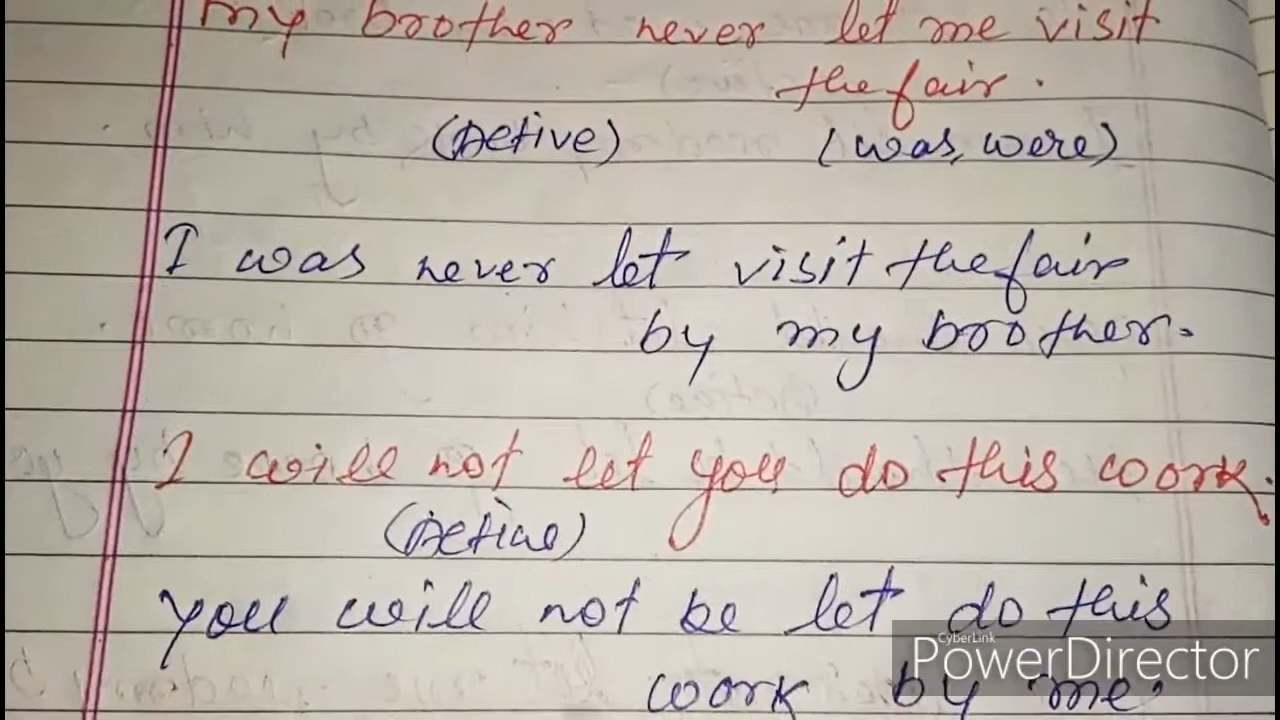 my brother never let me visit
the fair.
(Active) (was, were)
I was never let visit the fair
by my brother.
I will not let you do this work.
(Active)
you will not be let do this
work by me.
CyberLink
PowerDirector